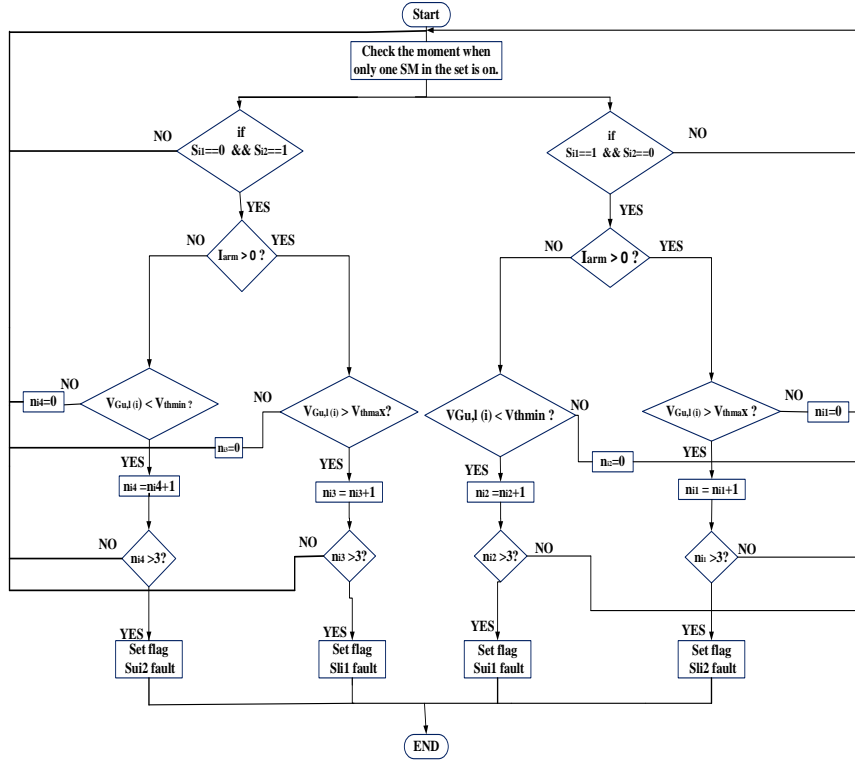 Start
Check the moment when
only one SM in the set is on.
NO
if
Si1==0 && Si2==1
YES
if
Si1==1 && Si2==0
NO
YES
NO
Iarm > 0 ?
YES
NO
Iarm > 0 ?
YES
ni4=0
NO
VGu,l (i) < Vthmin ?
YES
NO
VGu,l (i) > Vthmax?
ni3=0
YES
VGu,l (i) < Vthmin ?
NO
ni2=0
YES
VGu,l (i) > Vthmax ?
NO
ni1=0
YES
ni4 =ni4+1
ni3 = ni3+1
ni2 =ni2+1
ni1 = ni1+1
NO
ni4 >3?
YES
NO
ni3 >3?
YES
ni2 >3?
NO
YES
ni1 >3?
NO
YES
Set flag
Sui2 fault
Set flag
Sli1 fault
Set flag
Sui1 fault
Set flag
Sli2 fault
END